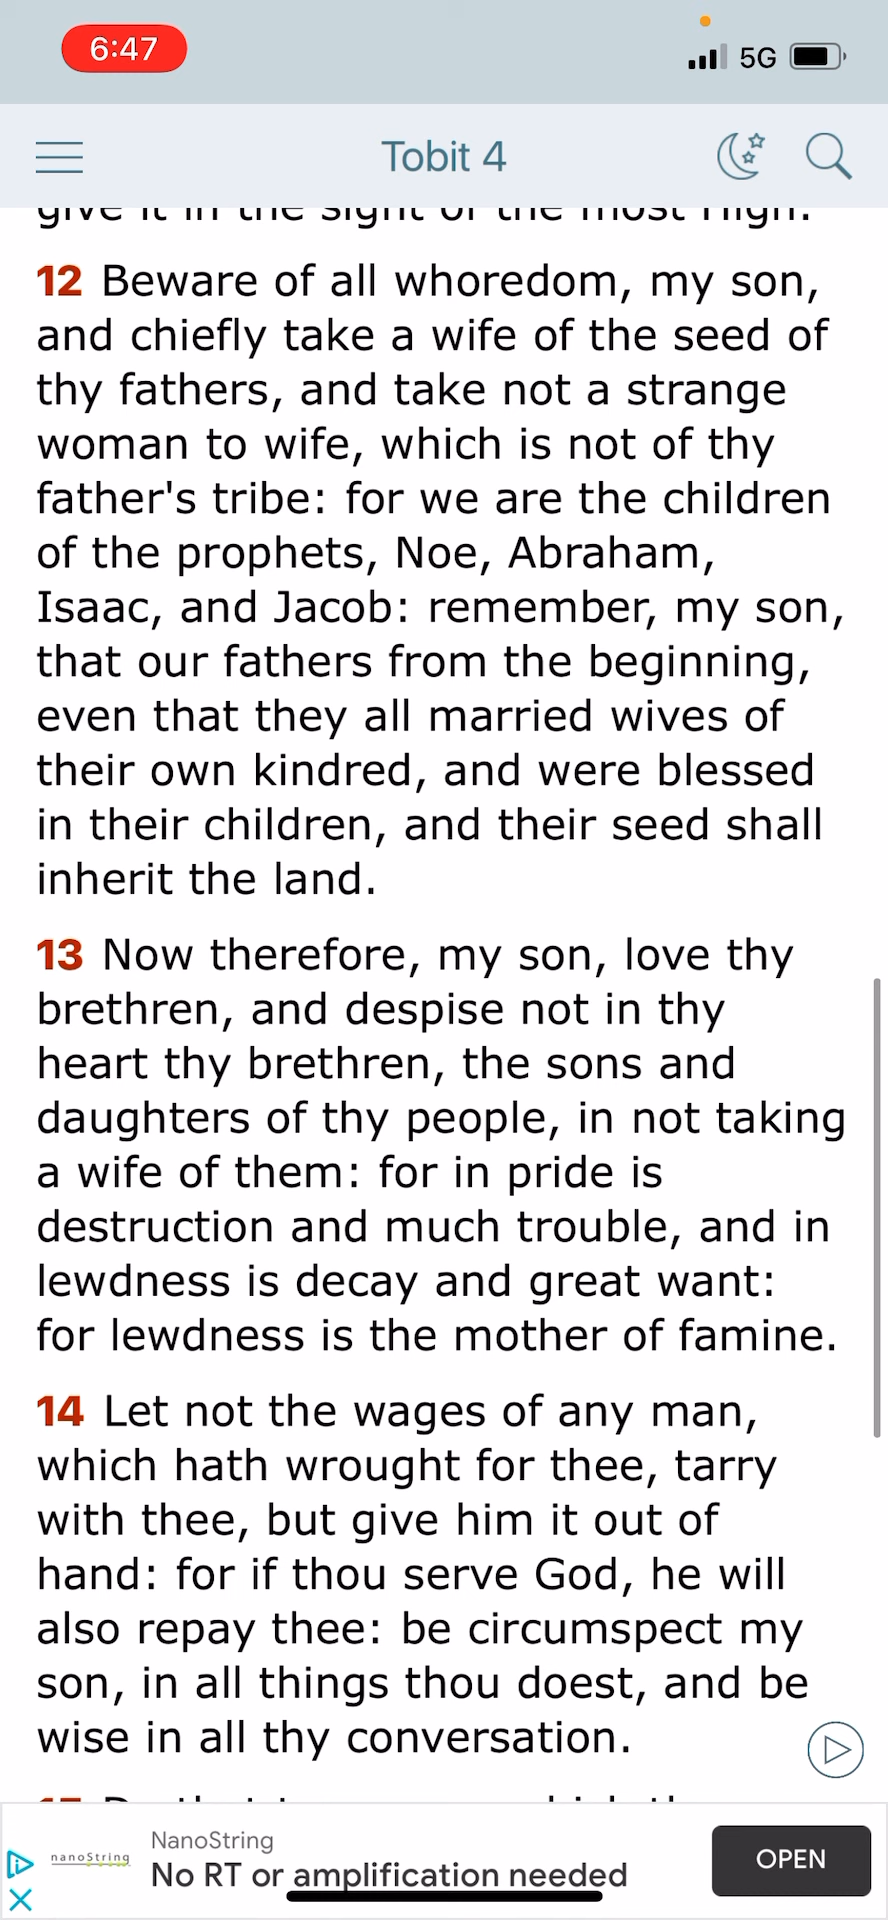 6:47
5G
Tobit 4
give it in the sight of the most High.
12 Beware of all whoredom, my son,
and chiefly take a wife of the seed of
thy fathers, and take not a strange
woman to wife, which is not of thy
father's tribe: for we are the children
of the prophets, Noe, Abraham,
Isaac, and Jacob: remember, my son,
that our fathers from the beginning,
even that they all married wives of
their own kindred, and were blessed
in their children, and their seed shall
inherit the land.
13 Now therefore, my son, love thy
brethren, and despise not in thy
heart thy brethren, the sons and
daughters of thy people, in not taking
a wife of them: for in pride is
destruction and much trouble, and in
lewdness is decay and great want:
for lewdness is the mother of famine.
14 Let not the wages of any man,
which hath wrought for thee, tarry
with thee, but give him it out of
hand: for if thou serve God, he will
also repay thee: be circumspect my
son, in all things thou doest, and be
wise in all thy conversation.
nanoString
NanoString
No RT or amplification needed
OPEN